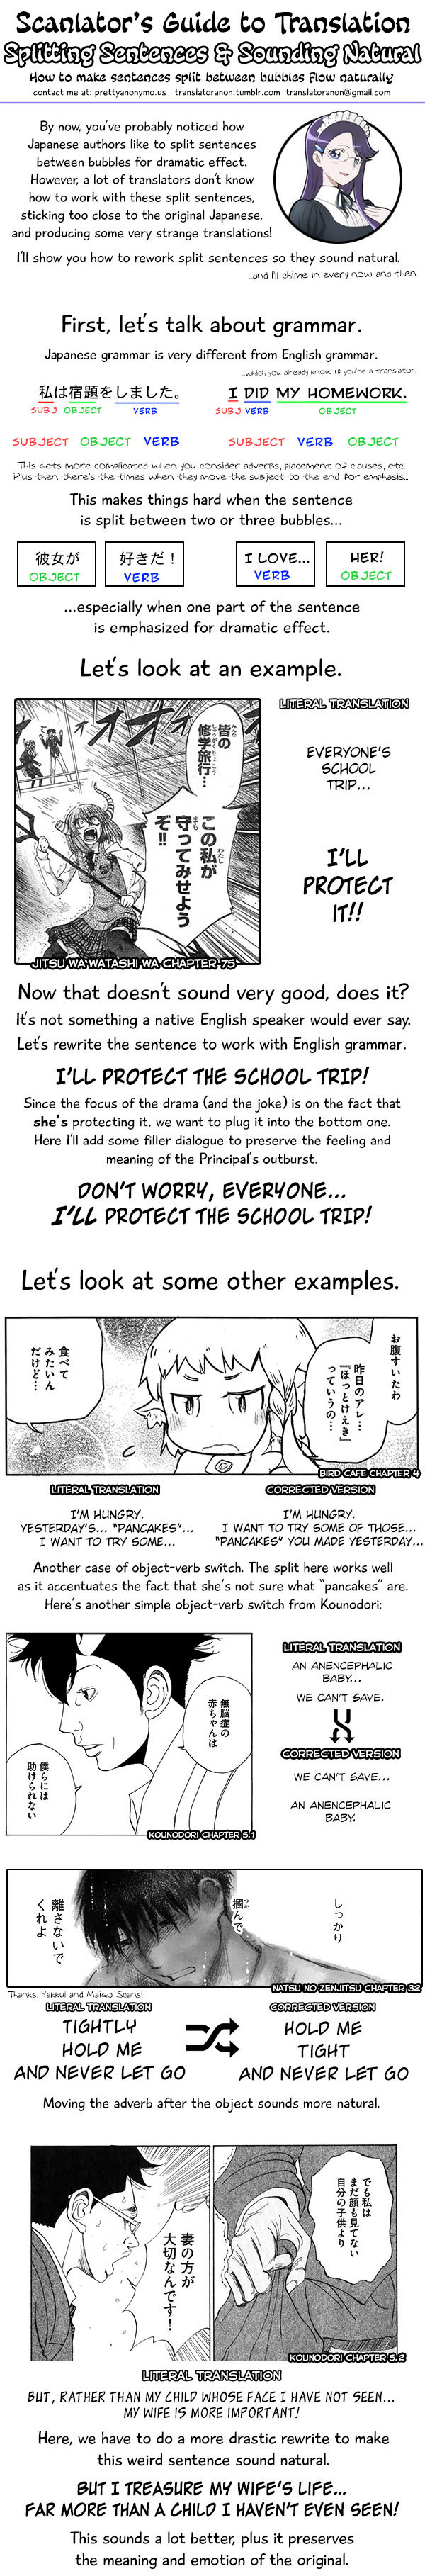 Scanlator's Guide to Translation
Splitting Sentences & Sounding Natural
How to make sentences split between bubbles flow naturally
contact me at: prettyanonymo.us translatoranon.tumblr.com translatoranon@gmail.com
By now, you've probably noticed how
Japanese authors like to split sentences
between bubbles for dramatic effect.
However, a lot of translators don't know
how to work with these split sentences,
sticking too close to the original Japanese,
and producing some very strange translations!
I'll show you how to rework split sentences so they sound natural.
...and I'll chime in every now and then.
First, let's talk about grammar.
Japanese grammar is very different from English grammar.
...which you already know if you're a translator.
私は宿題をしました。
SUBJ OBJECT VERB
I DID MY HOMEWORK.
SUBJ VERB OBJECT
SUBJECT OBJECT VERB
SUBJECT VERB OBJECT
This gets more complicated when you consider adverbs, placement of clauses, etc.
Plus then there's the times when they move the subject to the end for emphasis...
This makes things hard when the sentence
is split between two or three bubbles...
彼女が
OBJECT
好きだ！
VERB
I LOVE...
VERB
HER!
OBJECT
...especially when one part of the sentence
is emphasized for dramatic effect.
Let's look at an example.
皆の
修学旅行…
この私が
守ってみせよう
ぞ!!
JITSU WA WATASHI WA CHAPTER 75
LITERAL TRANSLATION
EVERYONE'S
SCHOOL
TRIP...
I'LL
PROTECT
IT!!
Now that doesn't sound very good, does it?
It's not something a native English speaker would ever say.
Let's rewrite the sentence to work with English grammar.
I'LL PROTECT THE SCHOOL TRIP!
Since the focus of the drama (and the joke) is on the fact that
she's protecting it, we want to plug it into the bottom one.
Here I'll add some filler dialogue to preserve the feeling and
meaning of the Principal's outburst.
DON'T WORRY, EVERYONE...
I'LL PROTECT THE SCHOOL TRIP!
Let's look at some other examples.
お腹すいたわ
昨日のアレ…
『ほっとけえき』
っていうの…
食べて
みたいん
だけど…
BIRD CAFE CHAPTER 4
LITERAL TRANSLATION
I'M HUNGRY.
YESTERDAY'S... "PANCAKES"...
I WANT TO TRY SOME...
CORRECTED VERSION
I'M HUNGRY.
I WANT TO TRY SOME OF THOSE...
"PANCAKES" YOU MADE YESTERDAY...
Another case of object-verb switch. The split here works well
as it accentuates the fact that she's not sure what "pancakes" are.
Here's another simple object-verb switch from Kounodori:
無脳症の
赤ちゃんは
僕らには
助けられない
KOUNODORI CHAPTER 5.1
LITERAL TRANSLATION
AN ANENCEPHALIC
BABY...
WE CAN'T SAVE.
CORRECTED VERSION
WE CAN'T SAVE...
AN ANENCEPHALIC
BABY.
しっかり
掴んで
離さないで
くれよ
NATSU NO ZENJITSU CHAPTER 32
Thanks, Yakkul and Maiigo Scans!
LITERAL TRANSLATION
TIGHTLY
HOLD ME
AND NEVER LET GO
CORRECTED VERSION
HOLD ME
TIGHT
AND NEVER LET GO
Moving the adverb after the object sounds more natural.
でも私は
まだ顔も見てない
自分の子供より
妻の方が
大切なんです！
KOUNODORI CHAPTER 5.2
LITERAL TRANSLATION
BUT, RATHER THAN MY CHILD WHOSE FACE I HAVE NOT SEEN...
MY WIFE IS MORE IMPORTANT!
Here, we have to do a more drastic rewrite to make
this weird sentence sound natural.
BUT I TREASURE MY WIFE'S LIFE...
FAR MORE THAN A CHILD I HAVEN'T EVEN SEEN!
This sounds a lot better, plus it preserves
the meaning and emotion of the original.